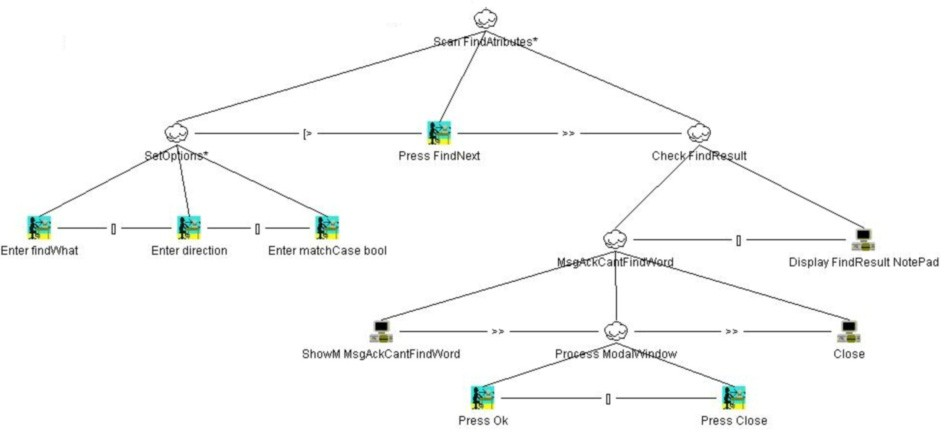 Scan FindAtributes*
[>
>>
SetOptions*
Press FindNext
Check FindResult
[]
[]
[]
Enter findWhat
Enter direction
Enter matchCase bool
MsgAckCantFindWord
Display FindResult NotePad
>>
>>
ShowM MsgAckCantFindWord
Process ModalWindow
Close
[]
Press Ok
Press Close